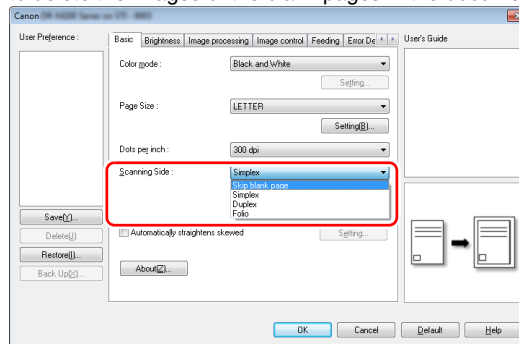 Canon
User Preference :
Basic
Brightness
Image processing
Image control
Feeding
User's Guide
Color mode :
Black and White
Setting...
Page Size :
LETTER
Setting(B)...
Dots per inch :
300 dpi
Scanning Side :
Simplex
Skip blank page
Simplex
Duplex
Folio
Save(Y)...
Delete(J)
Automatically straightens skewed
Setting...
Restore(I)...
Back Up(X)...
About(Z)...
OK
Cancel
Default
Help